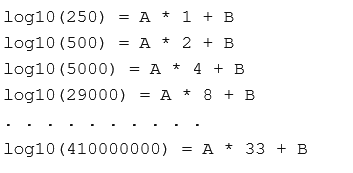 log10(250) = A * 1 + B
log10(500) = A * 2 + B
log10(5000) = A * 4 + B
log10(29000) = A * 8 + B
. . . . . . . . . .
log10(410000000) = A * 33 + B